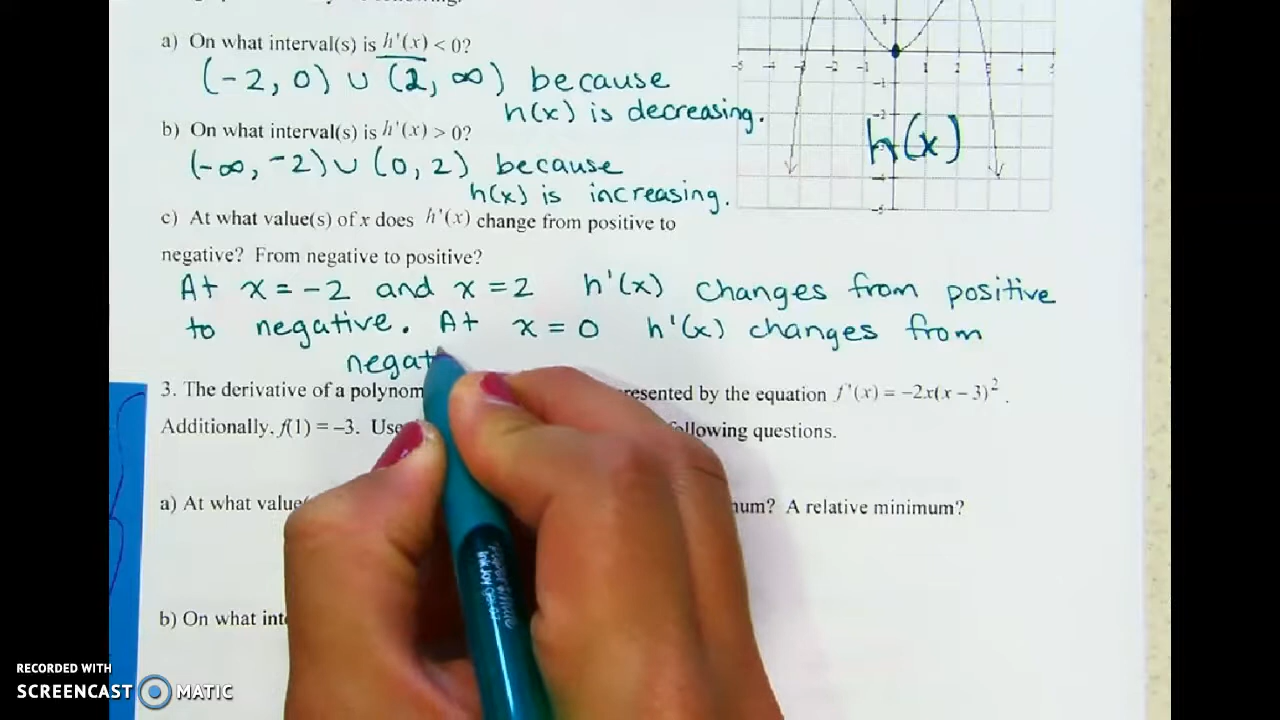 a) On what interval(s) is h'(x) < 0?
(-2, 0) ∪ (2, ∞) because
h(x) is decreasing.
b) On what interval(s) is h'(x) > 0?
(-∞, -2) ∪ (0, 2) because
h(x) is increasing.
h(x)
c) At what value(s) of x does h'(x) change from positive to
negative? From negative to positive?
At x = -2 and x = 2 h'(x) changes from positive
to negative. At x = 0 h'(x) changes from
negat
3. The derivative of a polynom resented by the equation f'(x) = -2x(x – 3)².
Additionally, f(1) = –3. Use following questions.
a) At what value num? A relative minimum?
b) On what int
RECORDED WITH
SCREENCAST MATIC